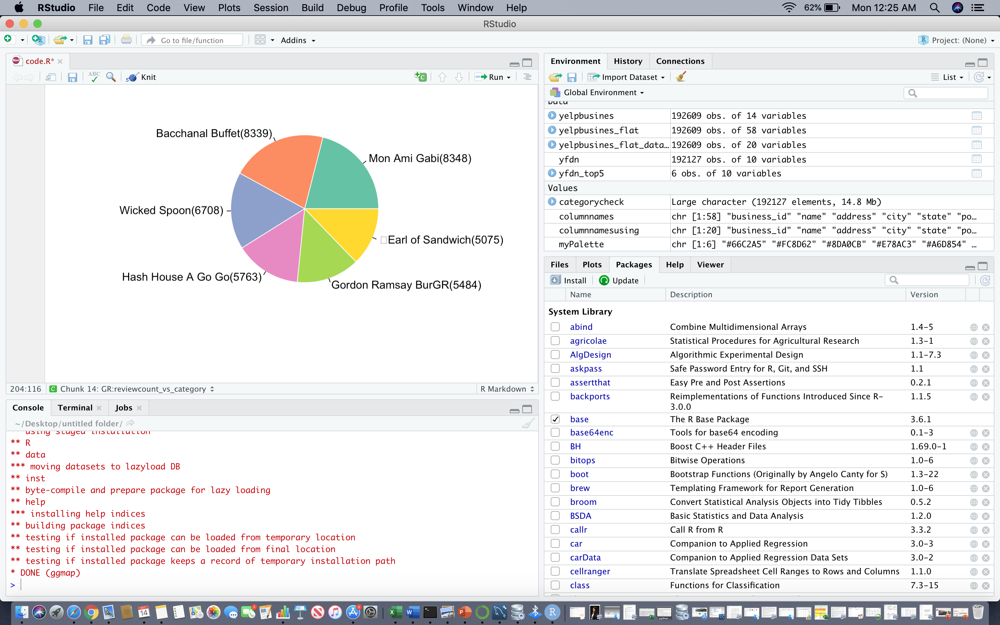 RStudio File Edit Code View Plots Session Build Debug Profile Tools Window Help 62% Mon 12:25 AM
RStudio
Go to file/function Addins Project: (None)
code.R*
ABC Knit Run
Bacchanal Buffet(8339)
Mon Ami Gabi(8348)
Wicked Spoon(6708)
Earl of Sandwich(5075)
Hash House A Go Go(5763)
Gordon Ramsay BurGR(5484)
204:116 C Chunk 14: GR:reviewcount_vs_category R Markdown
Console Terminal Jobs
~/Desktop/untitled folder/
** using staged installation
** R
** data
*** moving datasets to lazyload DB
** inst
** byte-compile and prepare package for lazy loading
** help
*** installing help indices
** building package indices
** testing if installed package can be loaded from temporary location
** testing if installed package can be loaded from final location
** testing if installed package keeps a record of temporary installation path
* DONE (ggmap)
>
Environment History Connections
Import Dataset List
Global Environment
Data
yelpbusines 192609 obs. of 14 variables
yelpbusines_flat 192609 obs. of 58 variables
yelpbusines_flat_data… 192609 obs. of 20 variables
yfdn 192127 obs. of 10 variables
yfdn_top5 6 obs. of 10 variables
Values
categorycheck Large character (192127 elements, 14.8 Mb)
columnnames chr [1:58] "business_id" "name" "address" "city" "state" "po…
columnnamesusing chr [1:20] "business_id" "name" "address" "city" "state" "po…
myPalette chr [1:6] "#66C2A5" "#FC8D62" "#8DA0CB" "#E78AC3" "#A6D854" …
Files Plots Packages Help Viewer
Install Update
Name Description Version
System Library
abind Combine Multidimensional Arrays 1.4-5
agricolae Statistical Procedures for Agricultural Research 1.3-1
AlgDesign Algorithmic Experimental Design 1.1-7.3
askpass Safe Password Entry for R, Git, and SSH 1.1
assertthat Easy Pre and Post Assertions 0.2.1
backports Reimplementations of Functions Introduced Since R- 1.1.5
3.0.0
base The R Base Package 3.6.1
base64enc Tools for base64 encoding 0.1-3
BH Boost C++ Header Files 1.69.0-1
bitops Bitwise Operations 1.0-6
boot Bootstrap Functions (Originally by Angelo Canty for S) 1.3-22
brew Templating Framework for Report Generation 1.0-6
broom Convert Statistical Analysis Objects into Tidy Tibbles 0.5.2
BSDA Basic Statistics and Data Analysis 1.2.0
callr Call R from R 3.3.2
car Companion to Applied Regression 3.0-3
carData Companion to Applied Regression Data Sets 3.0-2
cellranger Translate Spreadsheet Cell Ranges to Rows and Columns 1.1.0
class Functions for Classification 7.3-15
OCT
14